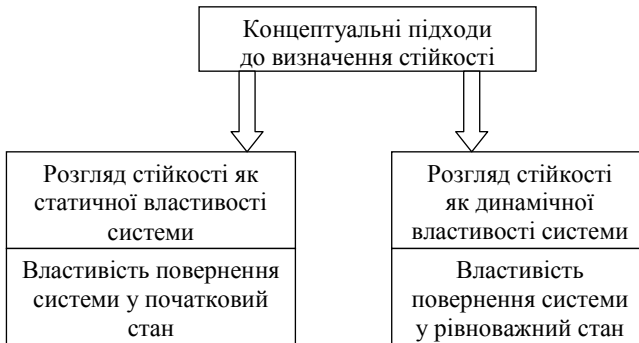 Концептуальні підходи
до визначення стійкості
Розгляд стійкості як
статичної властивості
системи
Властивість повернення
системи у початковий
стан
Розгляд стійкості
як динамічної
властивості системи
Властивість
повернення системи
у рівноважний стан